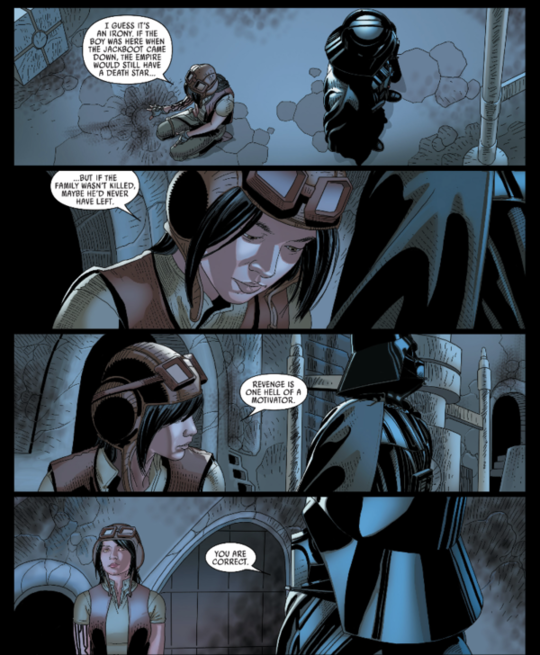 I GUESS IT'S
AN IRONY. IF THE
BOY WAS HERE WHEN
THE JACKBOOT CAME
DOWN, THE EMPIRE
WOULD STILL HAVE
A DEATH STAR...
...BUT IF THE
FAMILY WASN'T KILLED,
MAYBE HE'D NEVER
HAVE LEFT.
REVENGE IS
ONE HELL OF A
MOTIVATOR.
YOU ARE
CORRECT.